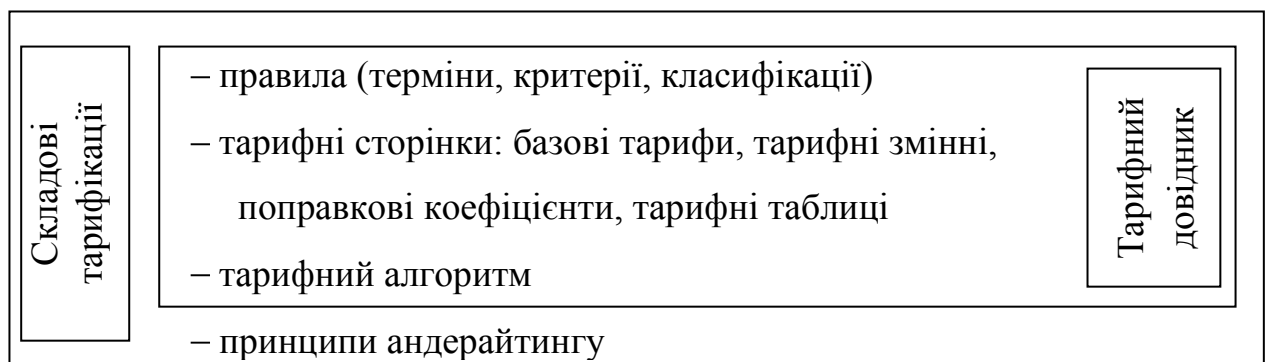 Складові
тарифікації
– правила (терміни, критерії, класифікації)
– тарифні сторінки: базові тарифи, тарифні змінні,
поправкові коефіцієнти, тарифні таблиці
– тарифний алгоритм
– принципи андерайтингу
Тарифний
довідник